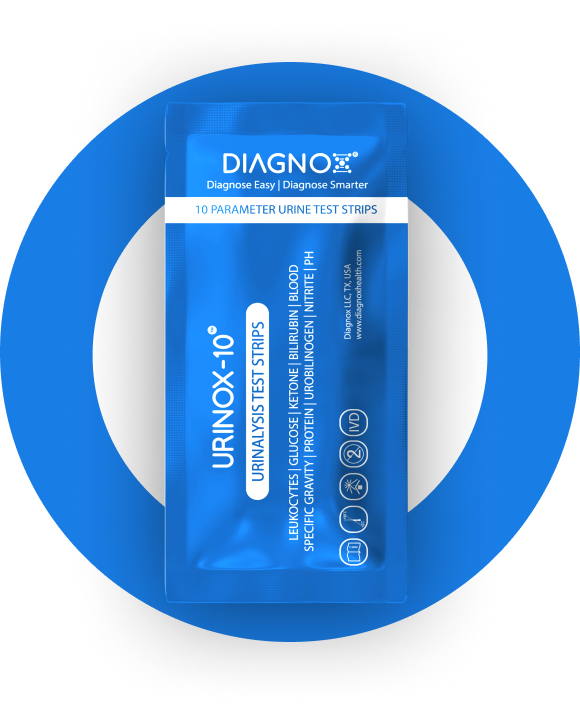 DIAGNOX
Diagnose Easy | Diagnose Smarter
10 PARAMETER URINE TEST STRIPS
URINOX-10
URINALYSIS TEST STRIPS
LEUKOCYTES | GLUCOSE | KETONE | BILIRUBIN | BLOOD
SPECIFIC GRAVITY | PROTEIN | UROBILINOGEN | NITRITE | PH
Diagnox LLC, TX, USA
www.diagnoxhealth.com
IVD
2